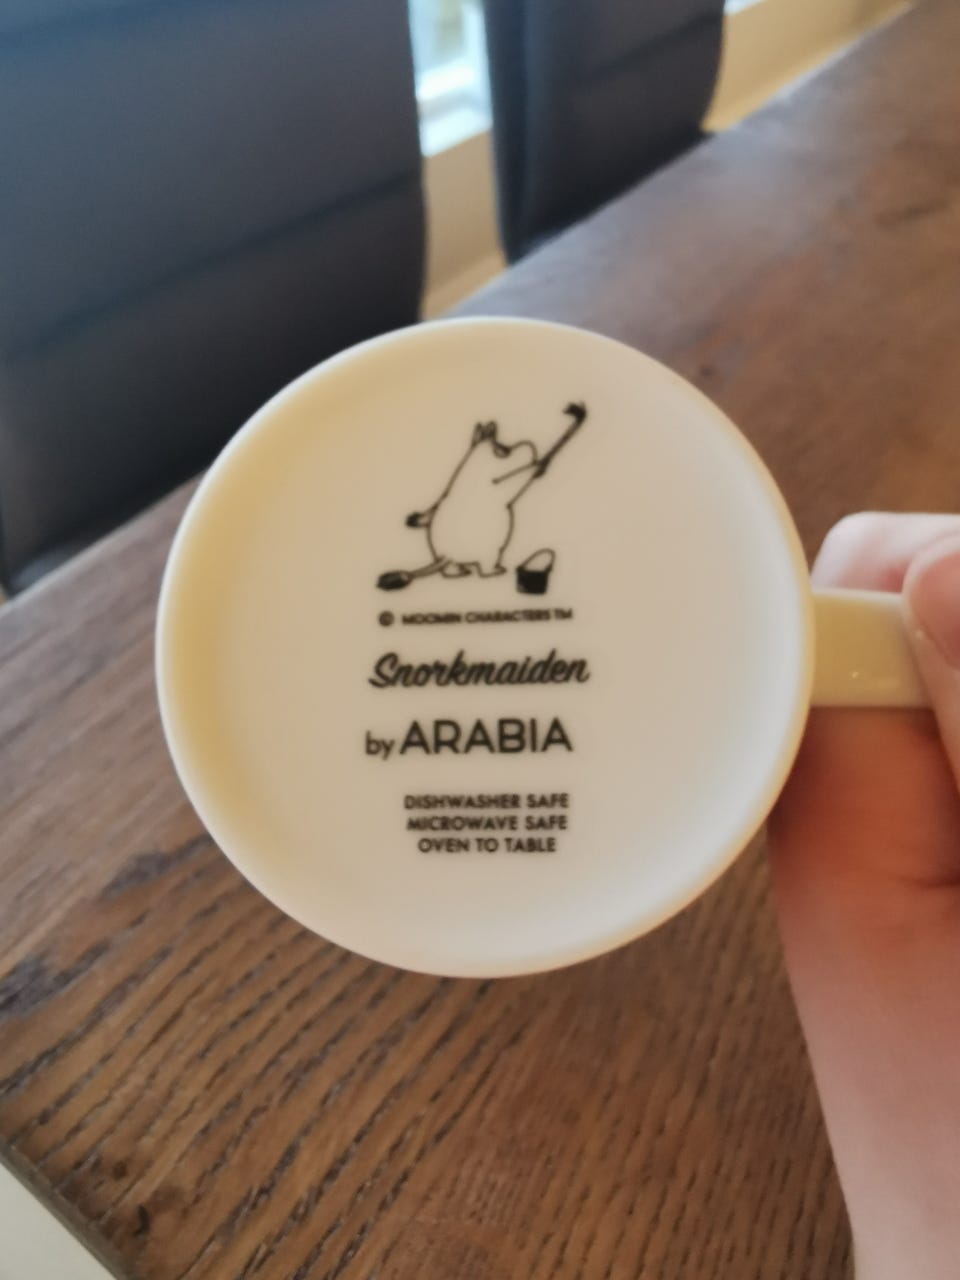 © MOOMIN CHARACTERS TM
Snorkmaiden
by ARABIA
DISHWASHER SAFE
MICROWAVE SAFE
OVEN TO TABLE